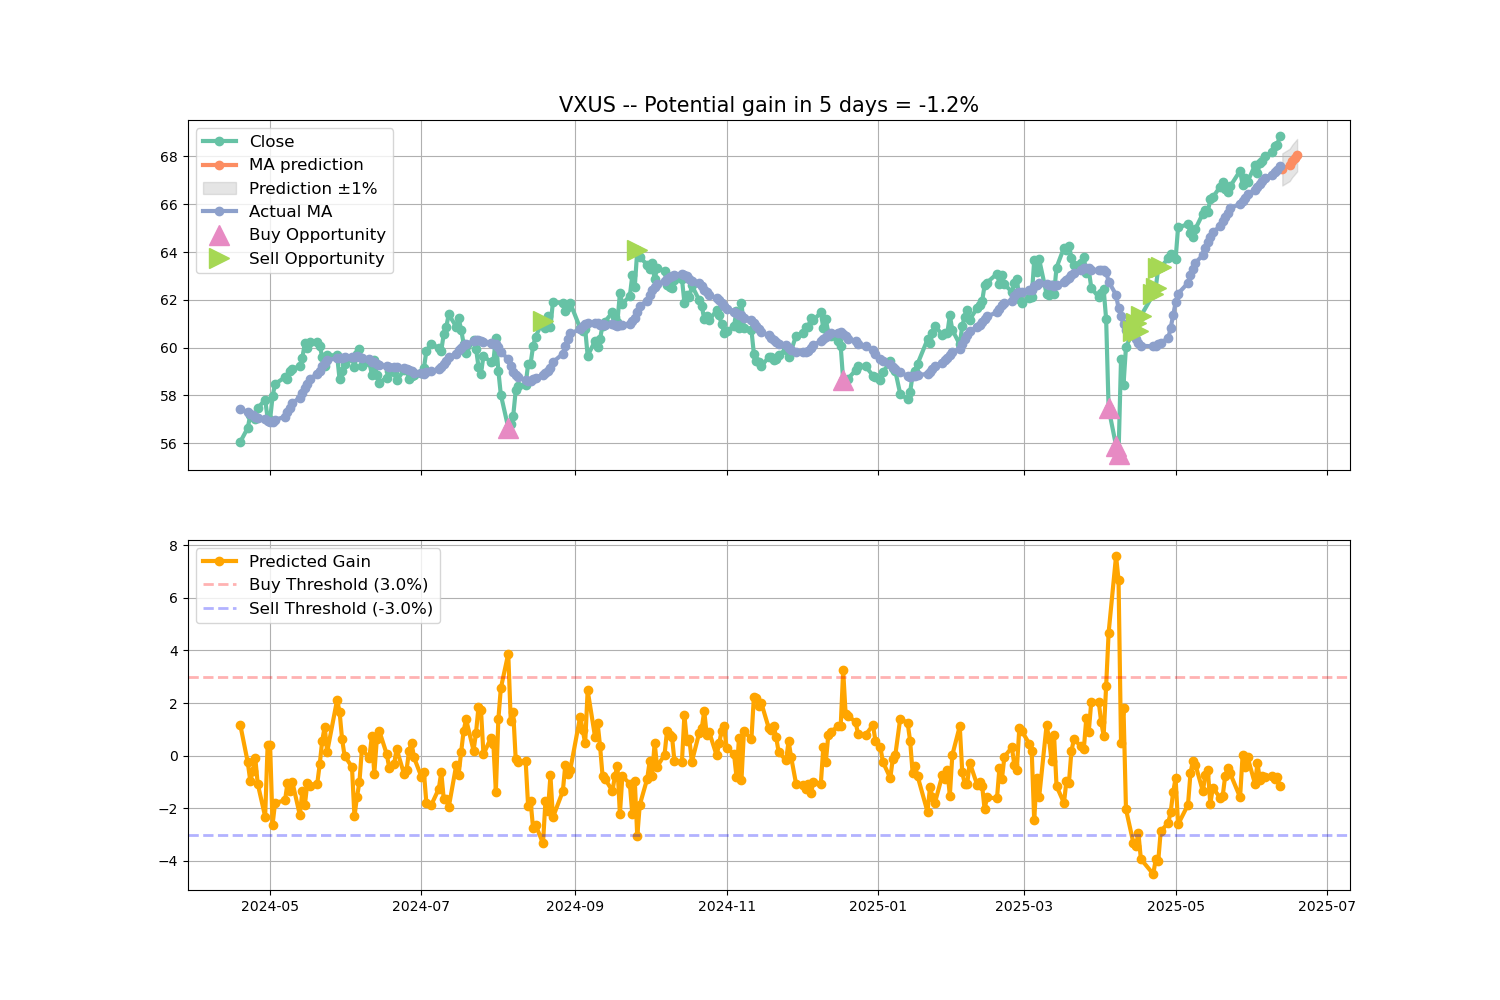 VXUS -- Potential gain in 5 days = -1.2%
Close
MA prediction
Prediction ±1%
Actual MA
Buy Opportunity
Sell Opportunity
68
66
64
62
60
58
56
Predicted Gain
Buy Threshold (3.0%)
Sell Threshold (-3.0%)
8
6
4
2
0
−2
−4
2024-05 2024-07 2024-09 2024-11 2025-01 2025-03 2025-05 2025-07